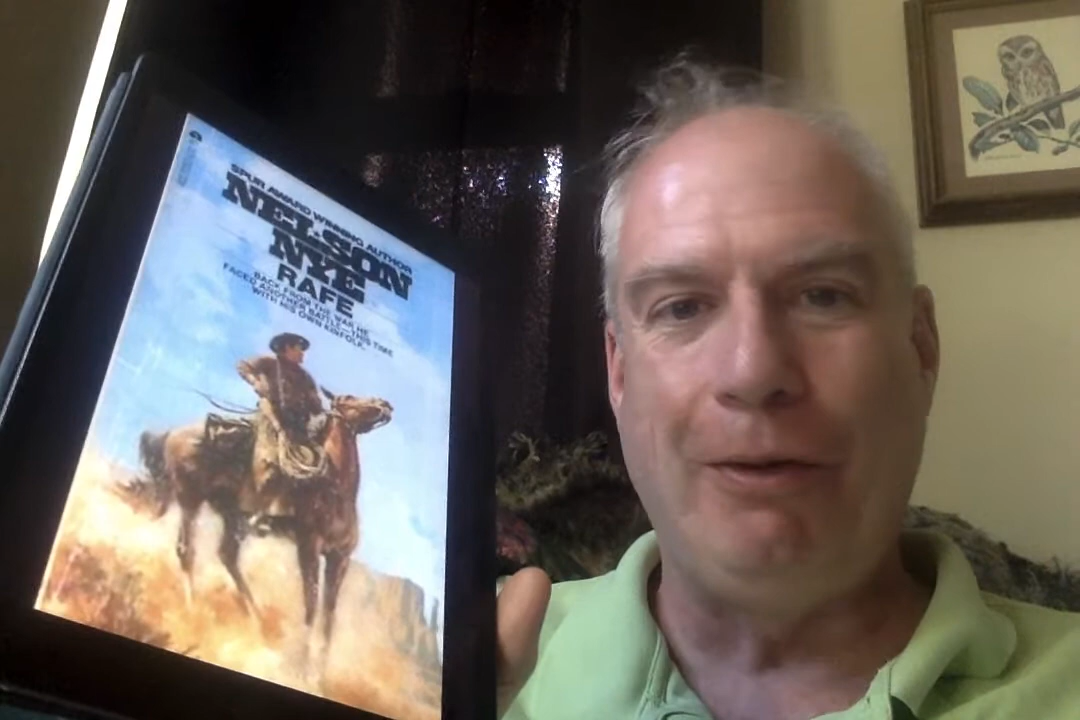 SPUR AWARD WINNING AUTHOR
NELSON
NYE
RAFE
BACK FROM THE WAR HE
FACED ANOTHER BATTLE—THIS TIME
WITH HIS OWN KINFOLK.